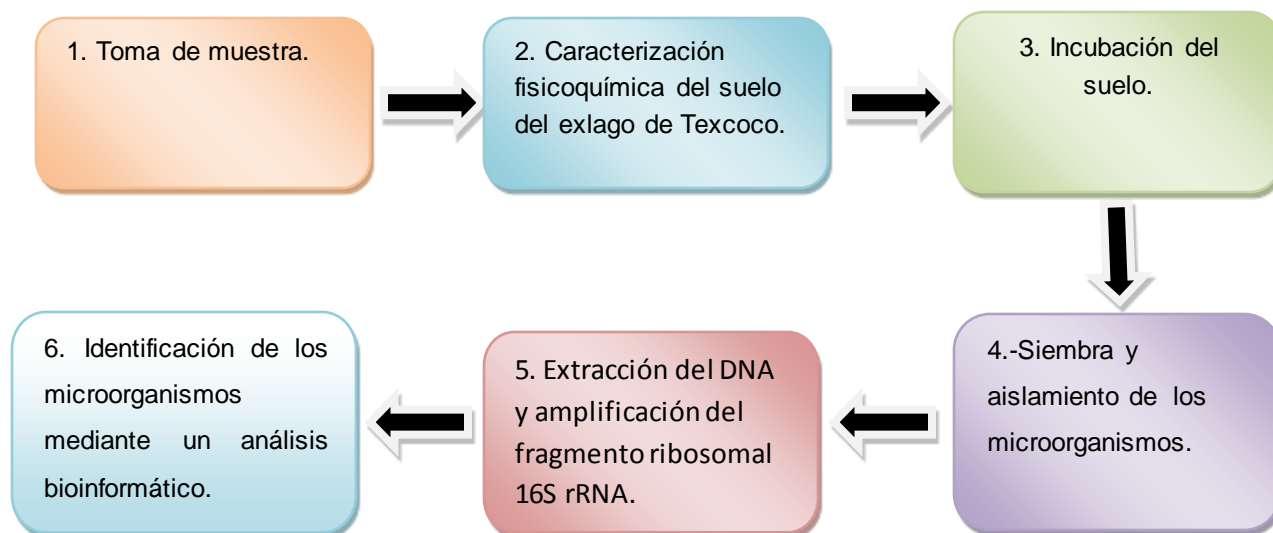 1. Toma de muestra.
2. Caracterización
fisicoquímica del suelo
del exlago de Texcoco.
3. Incubación del
suelo.
4.-Siembra y
aislamiento de los
microorganismos.
5. Extracción del DNA
y amplificación del
fragmento ribosomal
16S rRNA.
6. Identificación de los
microorganismos
mediante un análisis
bioinformático.